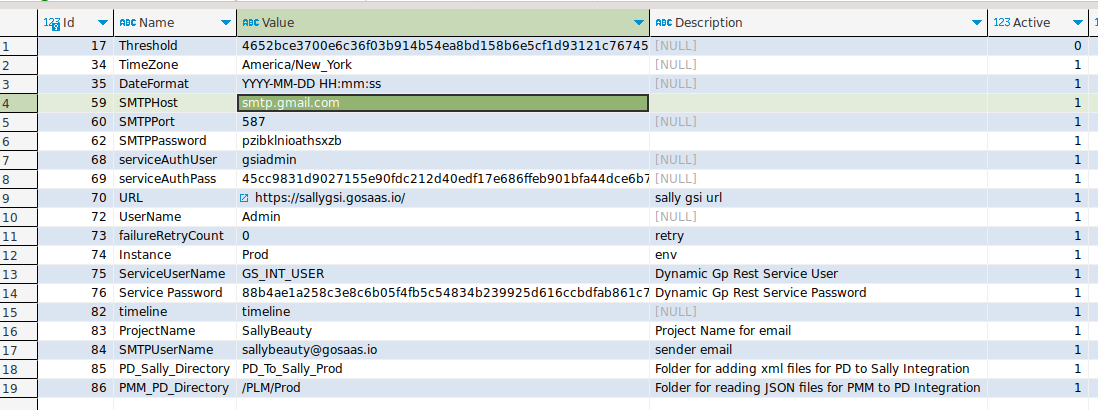 123 Id ABC Name ABC Value ABC Description 123 Active
1 17 Threshold 4652bce3700e6c36f03b914b54ea8bd158b6e5cf1d93121c76745 [NULL] 0
2 34 TimeZone America/New_York [NULL] 1
3 35 DateFormat YYYY-MM-DD HH:mm:ss [NULL] 1
4 59 SMTPHost smtp.gmail.com 1
5 60 SMTPPort 587 [NULL] 1
6 62 SMTPPassword pzibklnioathsxzb 1
7 68 serviceAuthUser gsiadmin [NULL] 1
8 69 serviceAuthPass 45cc9831d9027155e90fdc212d40edf17e686ffeb901bfa44dce6b7 [NULL] 1
9 70 URL https://sallygsi.gosaas.io/ sally gsi url 1
10 72 UserName Admin [NULL] 1
11 73 failureRetryCount 0 retry 1
12 74 Instance Prod env 1
13 75 ServiceUserName GS_INT_USER Dynamic Gp Rest Service User 1
14 76 Service Password 88b4ae1a258c3e8c6b05f4fb5c54834b239925d616ccbdfab861c7 Dynamic Gp Rest Service Password 1
15 82 timeline timeline [NULL] 1
16 83 ProjectName SallyBeauty Project Name for email 1
17 84 SMTPUserName sallybeauty@gosaas.io sender email 1
18 85 PD_Sally_Directory PD_To_Sally_Prod Folder for adding xml files for PD to Sally Integration 1
19 86 PMM_PD_Directory /PLM/Prod Folder for reading JSON files for PMM to PD Integration 1